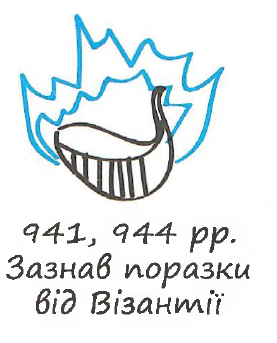 941, 944 рр.
Зазнав поразки
від Візантії